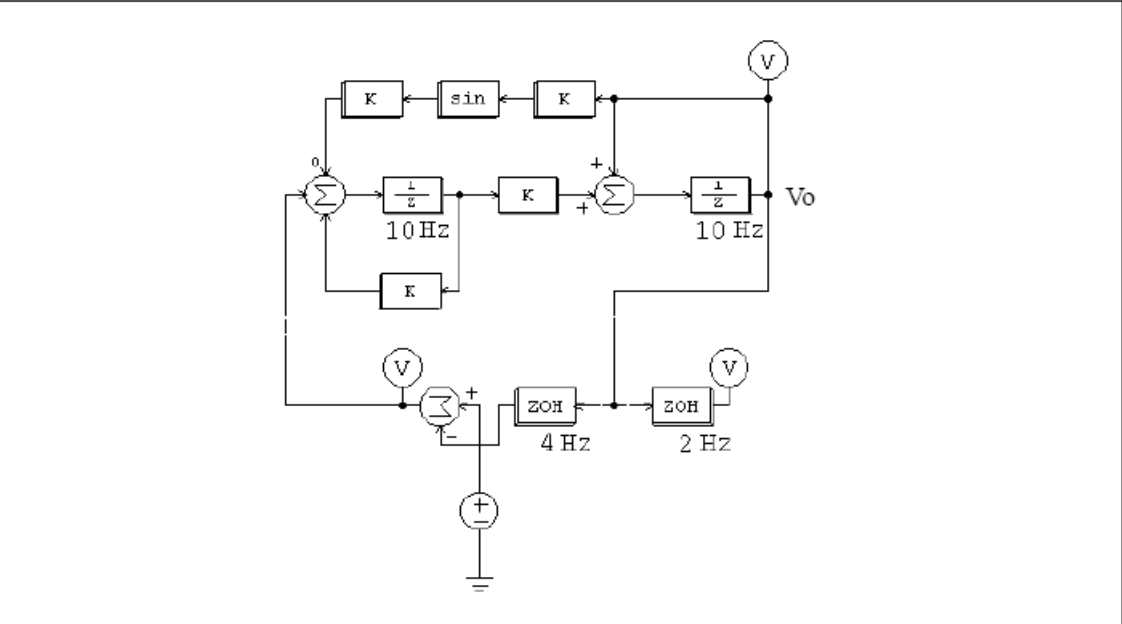 V
K sin K
0 +
Σ 1/z K + Σ 1/z Vo
10 Hz 10 Hz
K
V V
Σ + ZOH ZOH
− 4 Hz 2 Hz
+
−